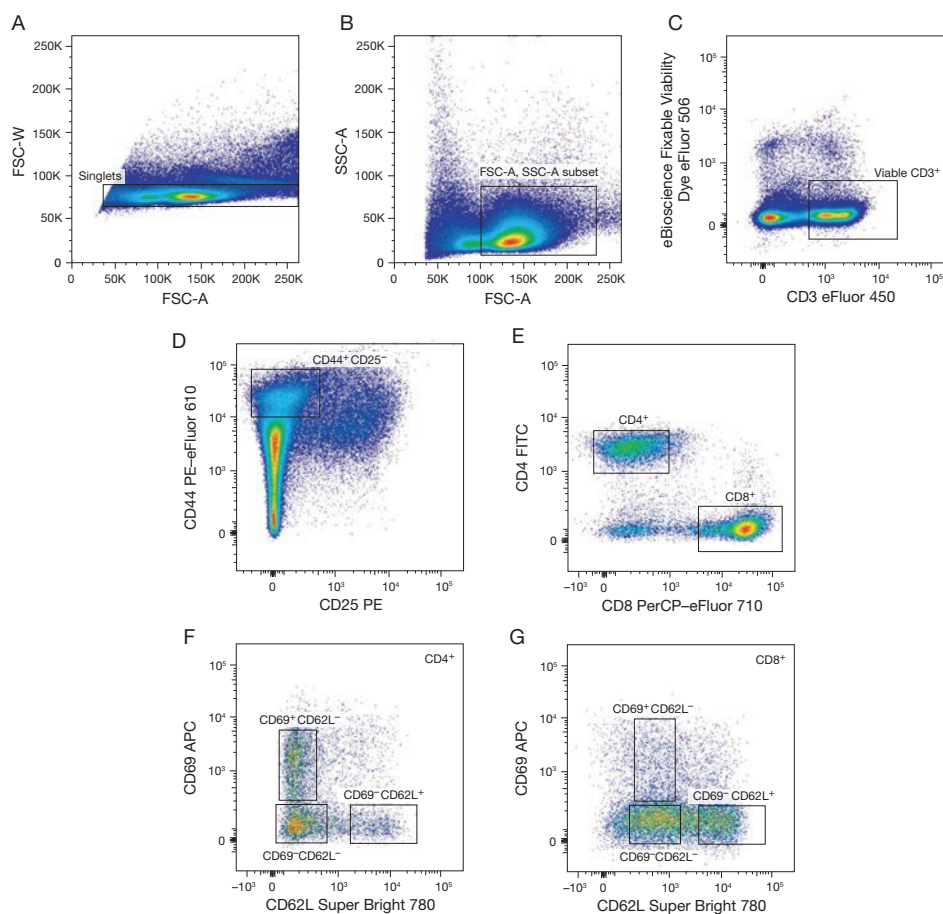 A
250K
200K
150K
100K
50K
0
FSC-W
Singlets
0 50K 100K 150K 200K 250K
FSC-A
B
250K
200K
150K
100K
50K
0
SSC-A
FSC-A, SSC-A subset
0 50K 100K 150K 200K 250K
FSC-A
C
10⁵
10⁴
10³
0
eBioscience Fixable Viability
Dye eFluor 506
Viable CD3⁺
0 10³ 10⁴ 10⁵
CD3 eFluor 450
D
10⁵
10⁴
10³
0
CD44 PE–eFluor 610
CD44⁺CD25⁻
0 10³ 10⁴ 10⁵
CD25 PE
E
10⁵
10⁴
10³
0
CD4 FITC
CD4⁺
CD8⁺
−10³ 0 10³ 10⁴ 10⁵
CD8 PerCP–eFluor 710
F
CD4⁺
10⁵
10⁴
10³
0
CD69 APC
CD69⁺CD62L⁻
CD69⁻CD62L⁺
CD69⁻CD62L⁻
−10³ 0 10³ 10⁴ 10⁵
CD62L Super Bright 780
G
CD8⁺
10⁵
10⁴
10³
0
CD69 APC
CD69⁺CD62L⁻
CD69⁻CD62L⁺
CD69⁻CD62L⁻
−10³ 0 10³ 10⁴ 10⁵
CD62L Super Bright 780